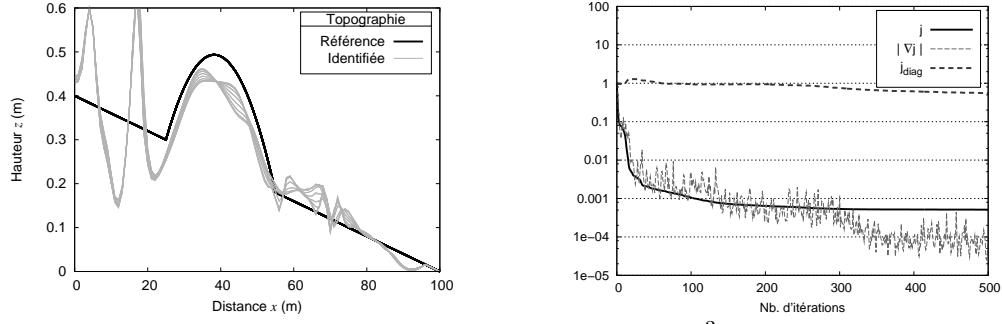 Topographie
Référence
Identifiée
0.6
0.5
0.4
0.3
0.2
0.1
0
Hauteur z (m)
0 20 40 60 80 100
Distance x (m)
j
| ∇j |
j_diag
100
10
1
0.1
0.01
0.001
1e-04
1e-05
0 100 200 300 400 500
Nb. d'itérations